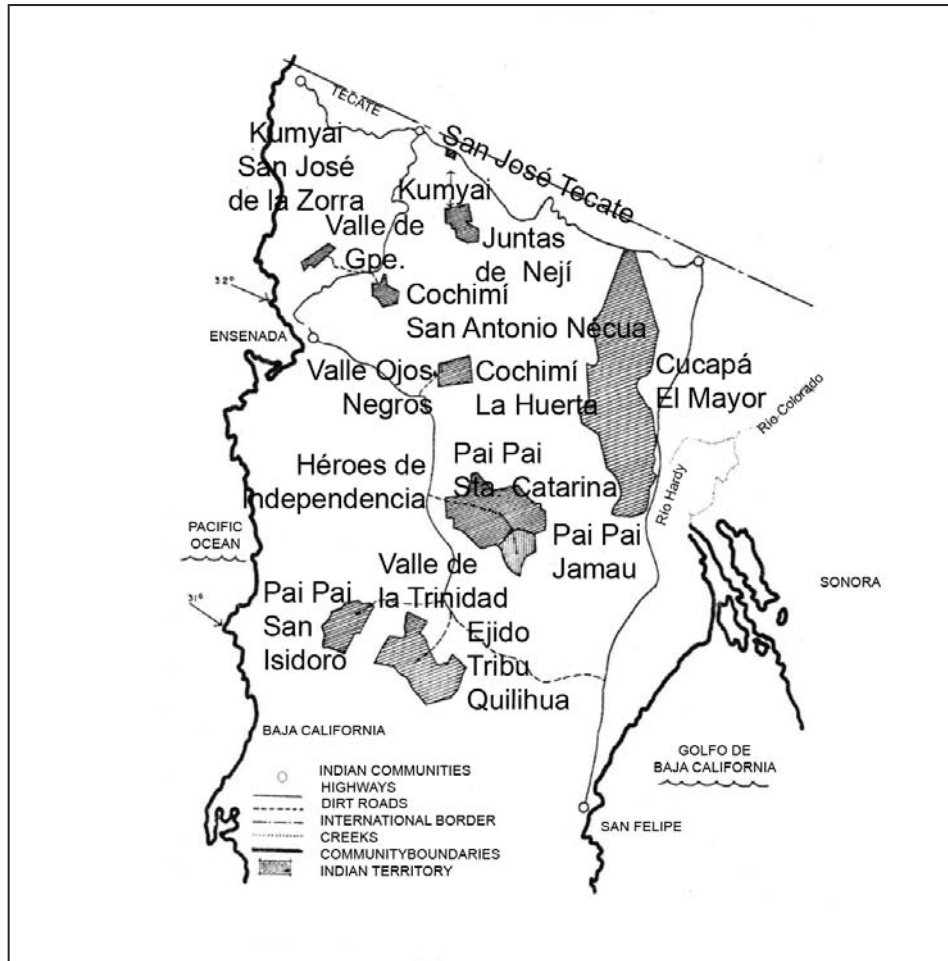 TECATE
San José Tecate
Kumyai
San José
de la Zorra
Kumyai
Valle de
Gpe.
Juntas
de Nejí
32°
Cochimí
San Antonio Nécua
ENSENADA
Valle Ojos
Negros
Cochimí
La Huerta
Cucapá
El Mayor
Río Colorado
Río Hardy
Héroes de
Independencia
Pai Pai
Sta. Catarina
Pai Pai
Jamau
PACIFIC
OCEAN
Valle de
la Trinidad
SONORA
31°
Pai Pai
San
Isidoro
Ejido
Tribu
Quilihua
BAJA CALIFORNIA
GOLFO DE
BAJA CALIFORNIA
SAN FELIPE
INDIAN COMMUNITIES
HIGHWAYS
DIRT ROADS
INTERNATIONAL BORDER
CREEKS
COMMUNITYBOUNDARIES
INDIAN TERRITORY